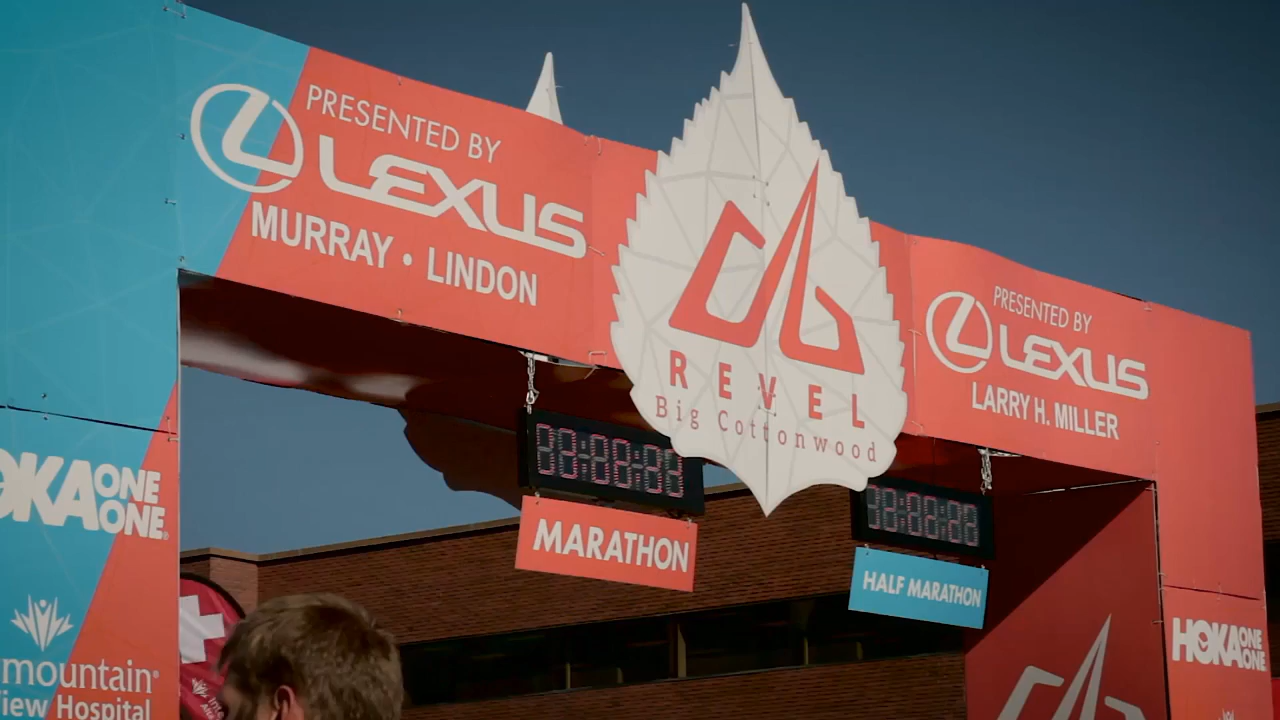 PRESENTED BY
LEXUS
MURRAY • LINDON
REVEL
Big Cottonwood
PRESENTED BY
LEXUS
LARRY H. MILLER
MARATHON
HALF MARATHON
HOKA ONE ONE
mountain
View Hospital
HOKA ONE ONE